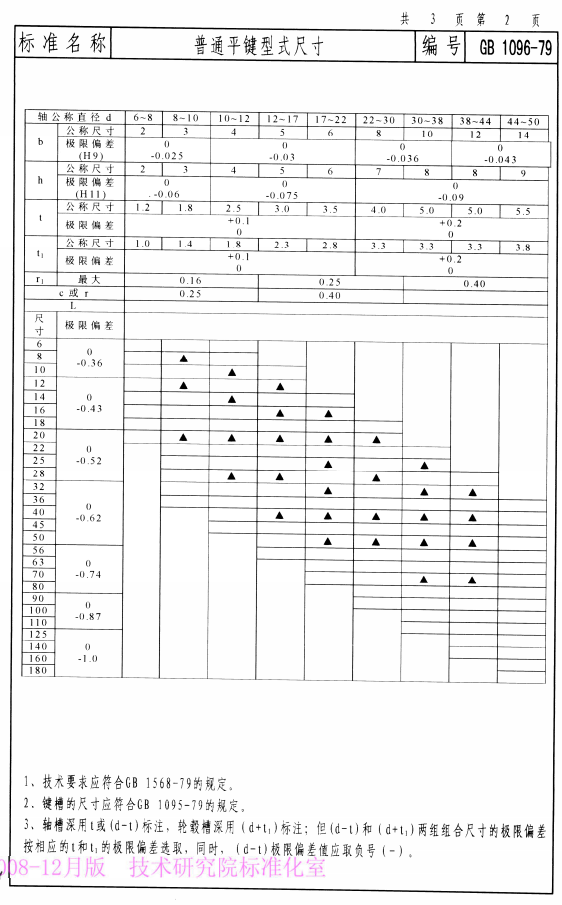 共 3 页 第 2 页
标准名称 普通平键型式尺寸 编号 GB 1096-79
轴公称直径 d 6~8 8~10 10~12 12~17 17~22 22~30 30~38 38~44 44~50
b 公称尺寸 2 3 4 5 6 8 10 12 14
极限偏差 0 0 0 0
(H9) -0.025 -0.03 -0.036 -0.043
h 公称尺寸 2 3 4 5 6 7 8 8 9
极限偏差 0 0 0
(H11) -0.06 -0.075 -0.09
t 公称尺寸 1.2 1.8 2.5 3.0 3.5 4.0 5.0 5.0 5.5
极限偏差 +0.1 +0.2
0 0
t₁ 公称尺寸 1.0 1.4 1.8 2.3 2.8 3.3 3.3 3.3 3.8
极限偏差 +0.1 +0.2
0 0
r₁ 最大 0.16 0.25 0.40
c 或 r 0.25 0.40
L
尺寸 极限偏差
6
8 0 ▲
10 -0.36 ▲
12 ▲ ▲
14 0 ▲
16 -0.43 ▲ ▲
18
20 ▲ ▲ ▲ ▲ ▲
22 0
25 -0.52 ▲ ▲
28 ▲ ▲ ▲
32 ▲ ▲ ▲
36 0
40 -0.62 ▲ ▲ ▲ ▲ ▲
45
50 ▲ ▲ ▲ ▲
56
63 0
70 -0.74 ▲ ▲
80
90 0
100 -0.87
110
125
140 0
160 -1.0
180
1、技术要求应符合GB 1568-79的规定。
2、键槽的尺寸应符合GB 1095-79的规定。
3、轴槽深用t或(d-t)标注，轮毂槽深用（d+t₁)标注；但(d-t)和（d+t₁)两组组合尺寸的极限偏差
按相应的t和t₁的极限偏差选取，同时，（d-t)极限偏差值应取负号（-）。
008-12月版 技术研究院标准化室